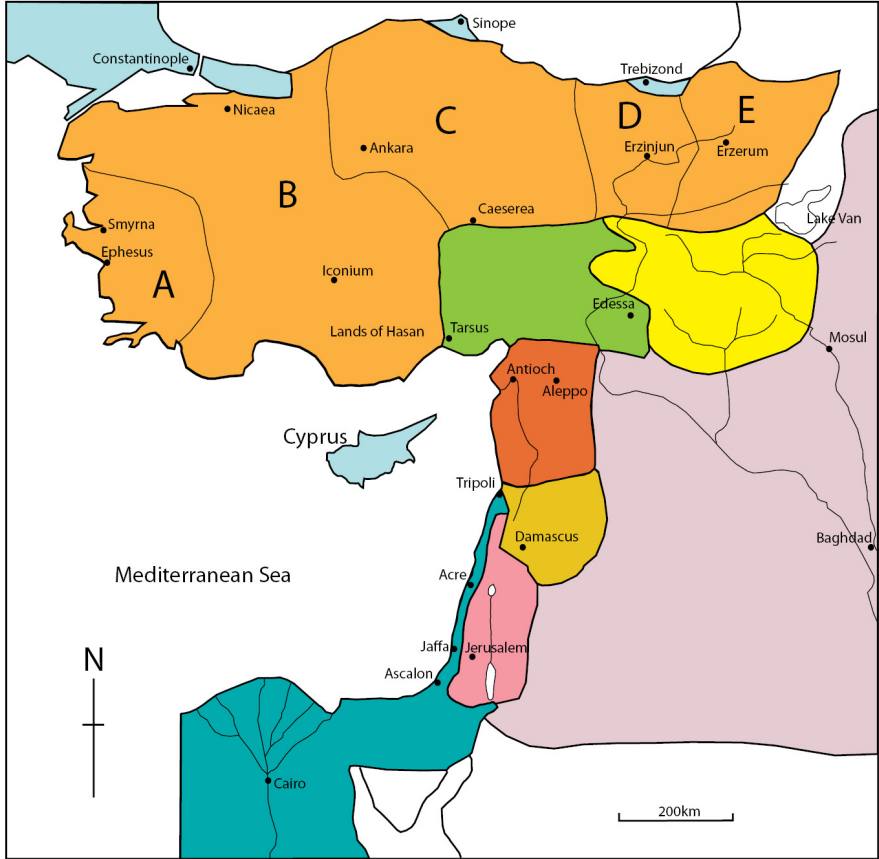 Sinope
Constantinople
Trebizond
Nicaea
C
D
E
Ankara
Erzinjun
Erzerum
B
Caeserea
Lake Van
Smyrna
Ephesus
A
Iconium
Edessa
Lands of Hasan
Tarsus
Mosul
Antioch
Aleppo
Cyprus
Tripoli
Damascus
Baghdad
Mediterranean Sea
Acre
Jaffa
Jerusalem
N
Ascalon
Cairo
200km